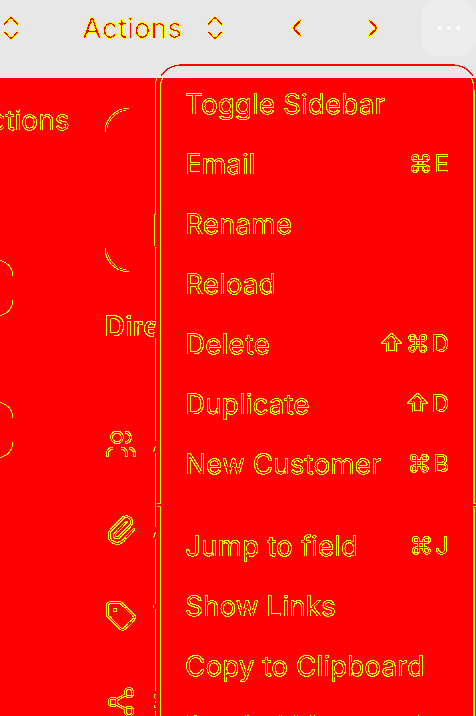 Actions
ctions
Toggle Sidebar
Email ⌘E
Rename
Reload
Dire
Delete ⇧⌘D
Duplicate ⇧D
New Customer ⌘B
Jump to field ⌘J
Show Links
Copy to Clipboard